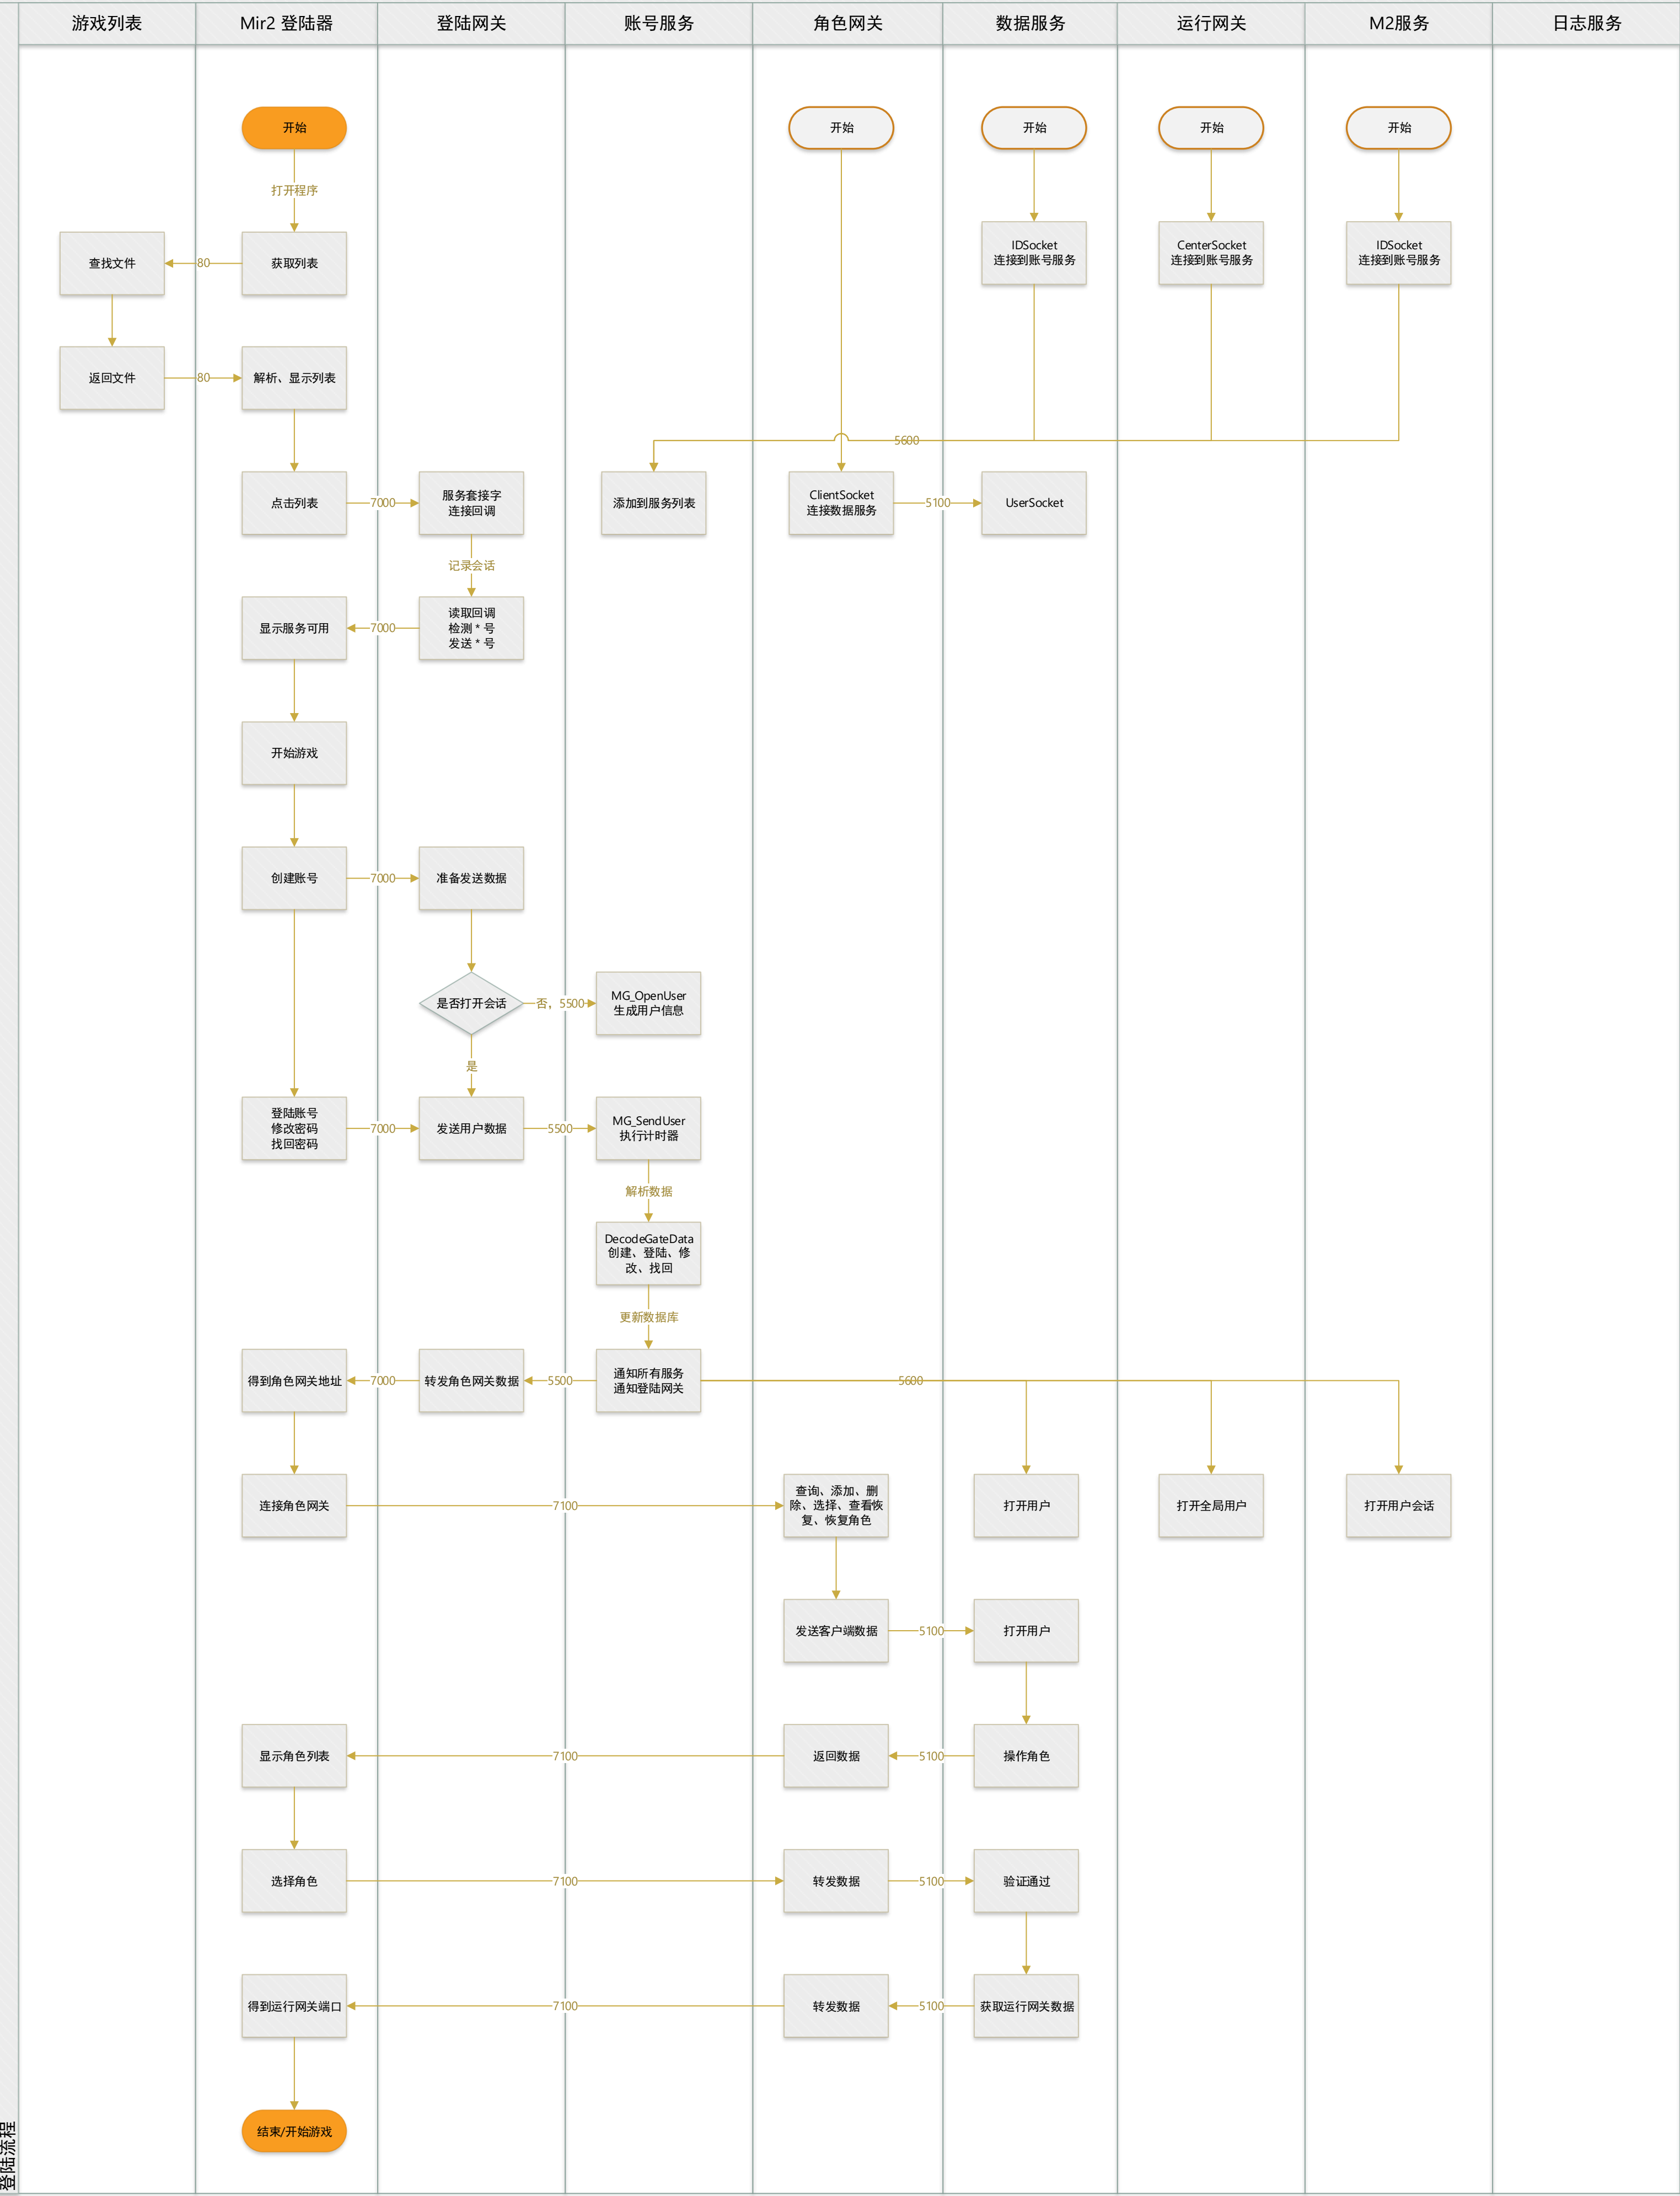 游戏列表
Mir2 登陆器
登陆网关
账号服务
角色网关
数据服务
运行网关
M2服务
日志服务
开始
开始
开始
开始
开始
打开程序
查找文件
80
获取列表
IDSocket
连接到账号服务
CenterSocket
连接到账号服务
IDSocket
连接到账号服务
返回文件
80
解析、显示列表
5600
点击列表
7000
服务套接字
连接回调
添加到服务列表
ClientSocket
连接数据服务
5100
UserSocket
记录会话
显示服务可用
7000
读取回调
检测 * 号
发送 * 号
开始游戏
创建账号
7000
准备发送数据
是否打开会话
否，5500
MG_OpenUser
生成用户信息
是
登陆账号
修改密码
找回密码
7000
发送用户数据
5500
MG_SendUser
执行计时器
解析数据
DecodeGateData
创建、登陆、修
改、找回
更新数据库
得到角色网关地址
7000
转发角色网关数据
5500
通知所有服务
通知登陆网关
5600
连接角色网关
7100
查询、添加、删
除、选择、查看恢
复、恢复角色
打开用户
打开全局用户
打开用户会话
发送客户端数据
5100
打开用户
显示角色列表
7100
返回数据
5100
操作角色
选择角色
7100
转发数据
5100
验证通过
得到运行网关端口
7100
转发数据
5100
获取运行网关数据
结束/开始游戏
登陆流程